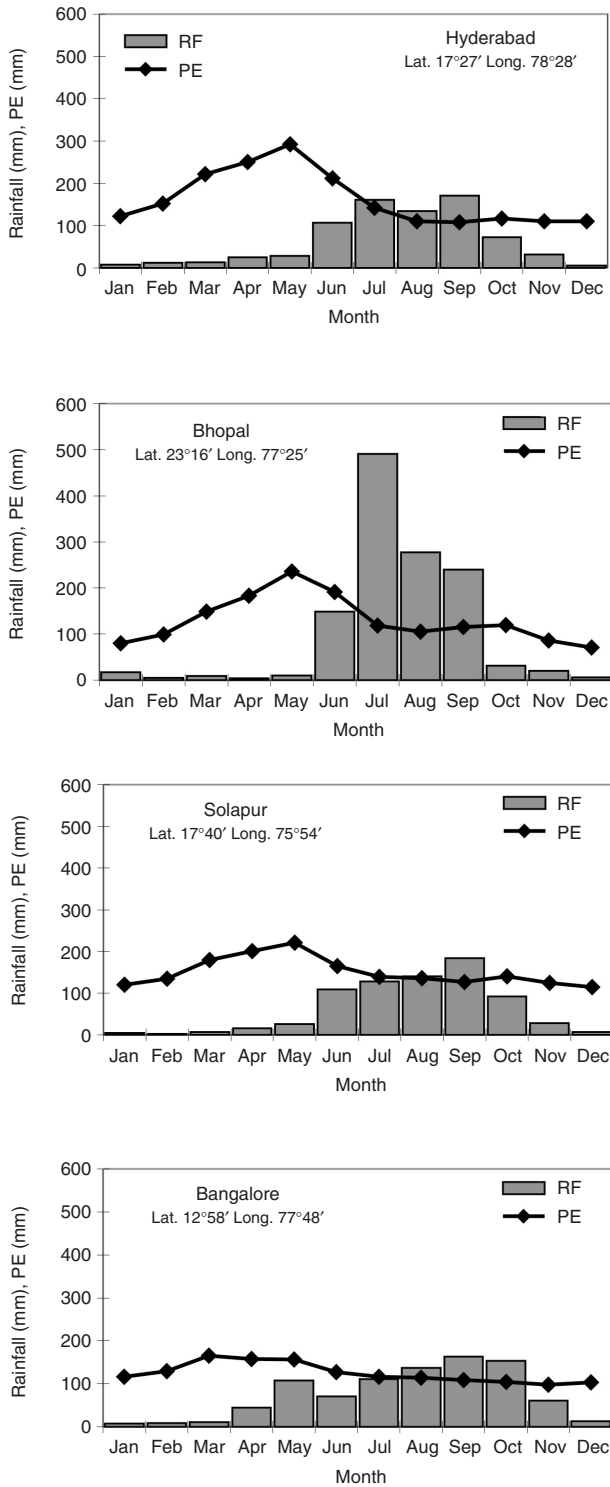 600
500
400
300
200
100
0
Rainfall (mm), PE (mm)
RF
PE
Hyderabad
Lat. 17°27′ Long. 78°28′
Jan Feb Mar Apr May Jun Jul Aug Sep Oct Nov Dec
Month
600
500
400
300
200
100
0
Rainfall (mm), PE (mm)
Bhopal
Lat. 23°16′ Long. 77°25′
RF
PE
Jan Feb Mar Apr May Jun Jul Aug Sep Oct Nov Dec
Month
600
500
400
300
200
100
0
Rainfall (mm), PE (mm)
Solapur
Lat. 17°40′ Long. 75°54′
RF
PE
Jan Feb Mar Apr May Jun Jul Aug Sep Oct Nov Dec
Month
600
500
400
300
200
100
0
Rainfall (mm), PE (mm)
Bangalore
Lat. 12°58′ Long. 77°48′
RF
PE
Jan Feb Mar Apr May Jun Jul Aug Sep Oct Nov Dec
Month